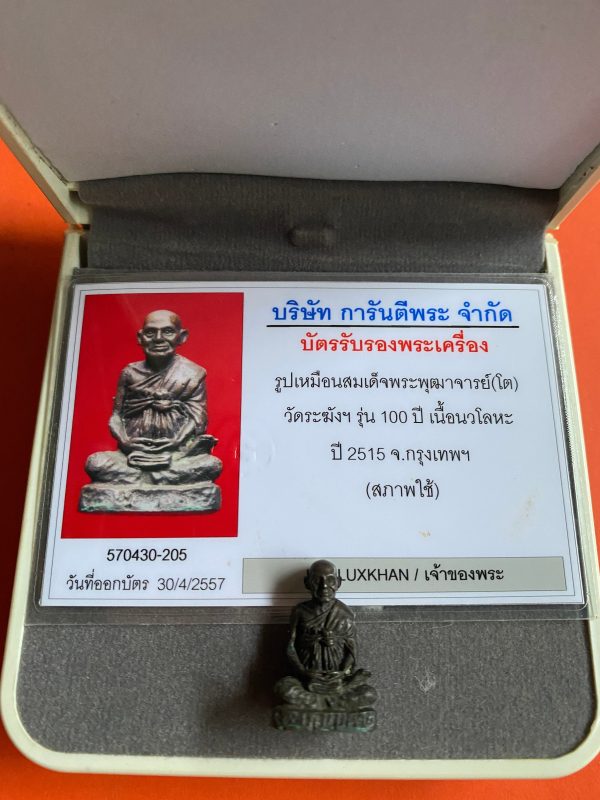 บริษัท การันตีพระ จำกัด
บัตรรับรองพระเครื่อง
รูปเหมือนสมเด็จพระพุฒาจารย์(โต)
วัดระฆังฯ รุ่น 100 ปี เนื้อนวโลหะ
ปี 2515 จ.กรุงเทพฯ
(สภาพใช้)
570430-205
วันที่ออกบัตร 30/4/2557
LUXKHAN / เจ้าของพระ